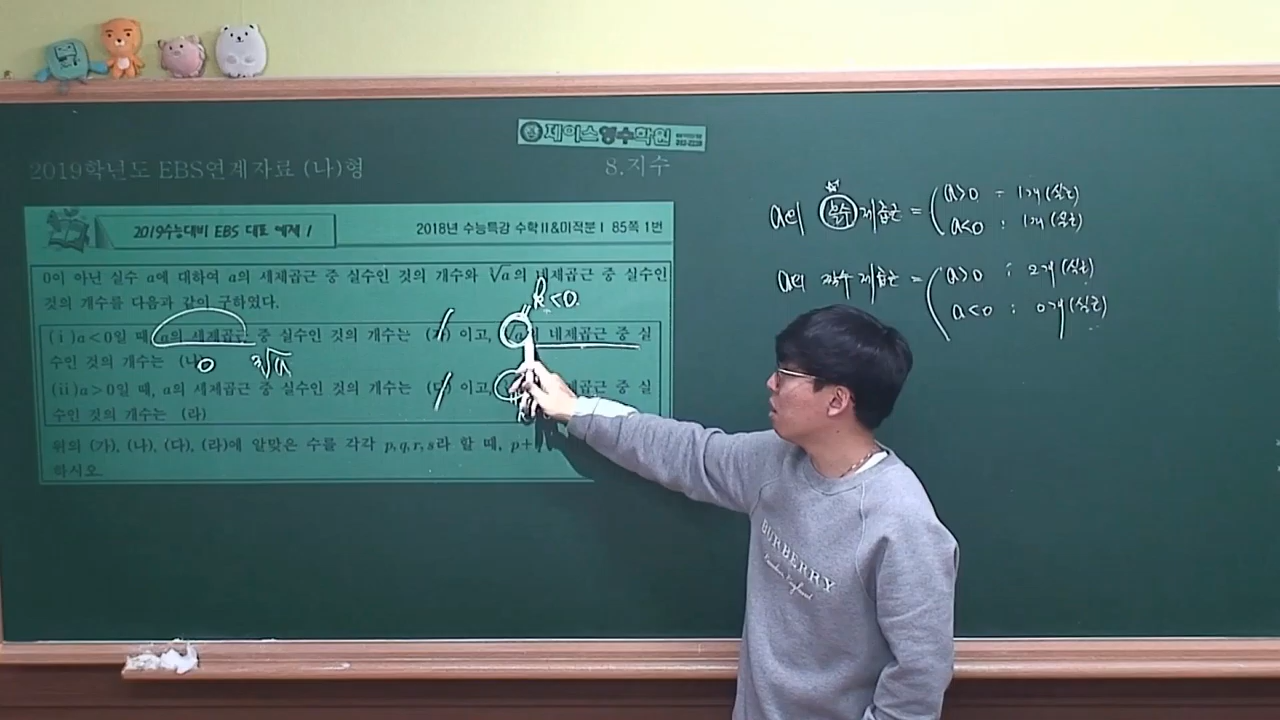 제이스영수학원
2019학년도 EBS연계자료 (나)형
8.지수
2019수능대비 EBS 대표 예제 1
2018년 수능특강 수학Ⅱ&미적분Ⅰ 85쪽 1번
0이 아닌 실수 a에 대하여 a의 세제곱근 중 실수인 것의 개수와 ∛a의 네제곱근 중 실수인
것의 개수를 다음과 같이 구하였다.
k<0.
(ⅰ)a<0일 때 a의 세제곱근 중 실수인 것의 개수는 (가) 이고, 의 네제곱근 중 실
수인 것의 개수는 (나
0 ∛a
(ⅱ)a>0일 때, a의 세제곱근 중 실수인 것의 개수는 (다) 이고, 제곱근 중 실
수인 것의 개수는 (라)
위의 (가), (나), (다), (라)에 알맞은 수를 각각 p, q, r, s라 할 때, p+
하시오.
a의 홀수 제곱근 = a>0 : 1개(실근)
a<0 : 1개(실근)
a의 짝수 제곱근 = a>0 : 2개(실근)
a<0 : 0개(실근)
BURBERRY